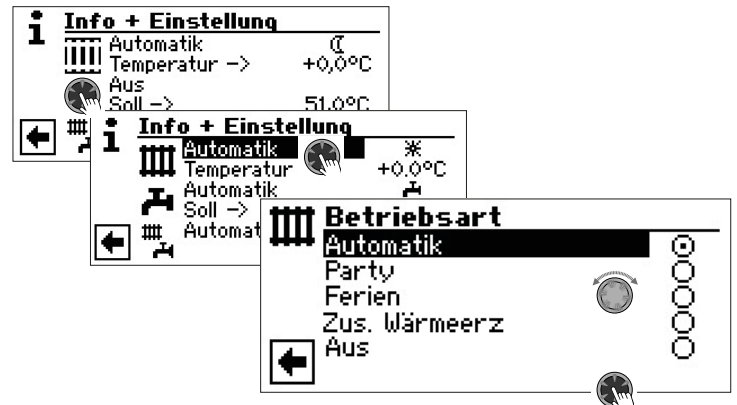 Info + Einstellung
Automatik
Temperatur -> +0,0°C
Aus
Soll -> 51.0°C
Info + Einstellung
Automatik
Temperatur +0.0°C
Automatik
Soll ->
Automat
Betriebsart
Automatik
Party
Ferien
Zus. Wärmeerz
Aus